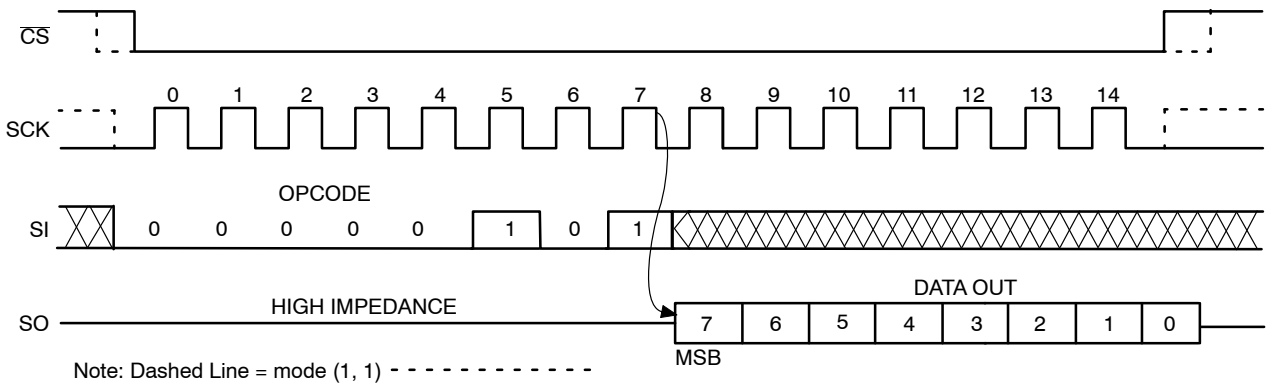 CS
0 1 2 3 4 5 6 7 8 9 10 11 12 13 14
SCK
OPCODE
SI 0 0 0 0 0 1 0 1
DATA OUT
HIGH IMPEDANCE
SO 7 6 5 4 3 2 1 0
MSB
Note: Dashed Line = mode (1, 1)